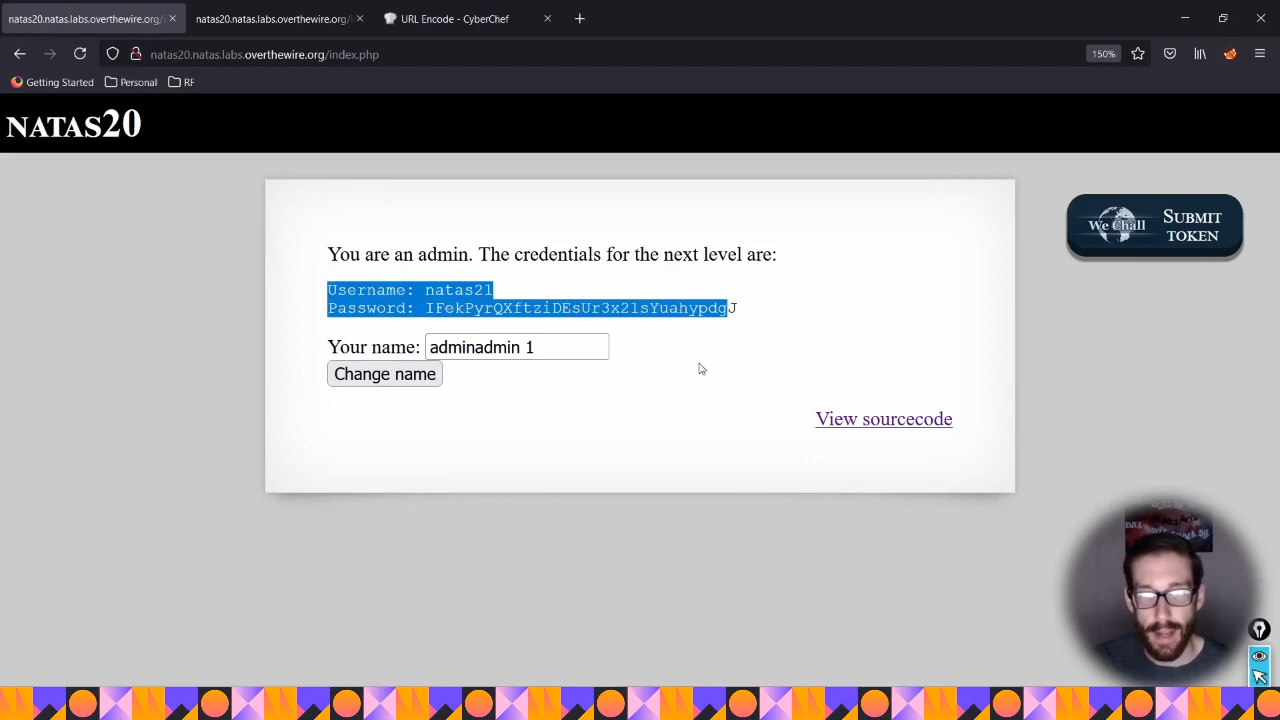 natas20.natas.labs.overthewire.org/i
natas20.natas.labs.overthewire.org/i
URL Encode - CyberChef
natas20.natas.labs.overthewire.org/index.php
150%
Getting Started
Personal
RF
NATAS20
We Chall
SUBMIT
TOKEN
You are an admin. The credentials for the next level are:
Username: natas21
Password: IFekPyrQXftziDEsUr3x21sYuahypdgJ
Your name: adminadmin 1
Change name
View sourcecode